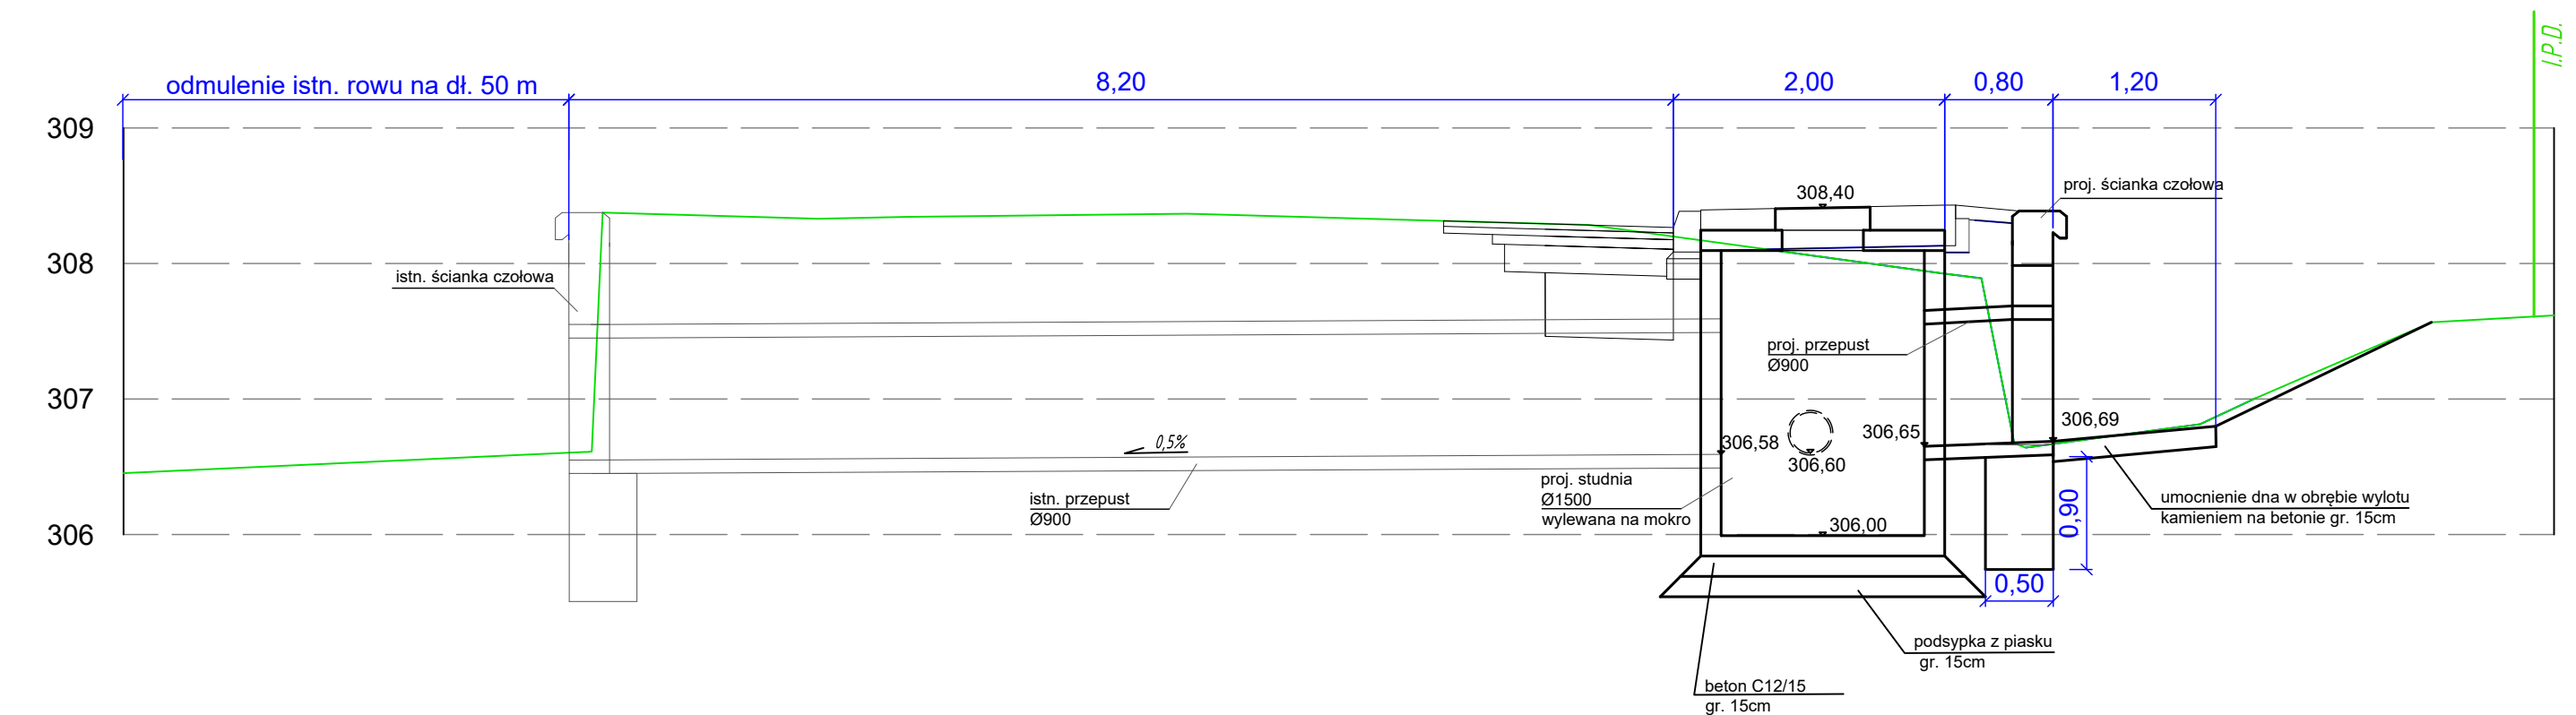 I.P.D.
odmulenie istn. rowu na dł. 50 m
8,20
2,00
0,80
1,20
309
308,40
proj. ścianka czołowa
308
istn. ścianka czołowa
proj. przepust
Ø900
307
306,69
0,5%
306,58
306,65
306,60
istn. przepust
Ø900
proj. studnia
Ø1500
wylewana na mokro
umocnienie dna w obrębie wylotu
kamieniem na betonie gr. 15cm
0,90
306
306,00
0,50
podsypka z piasku
gr. 15cm
beton C12/15
gr. 15cm